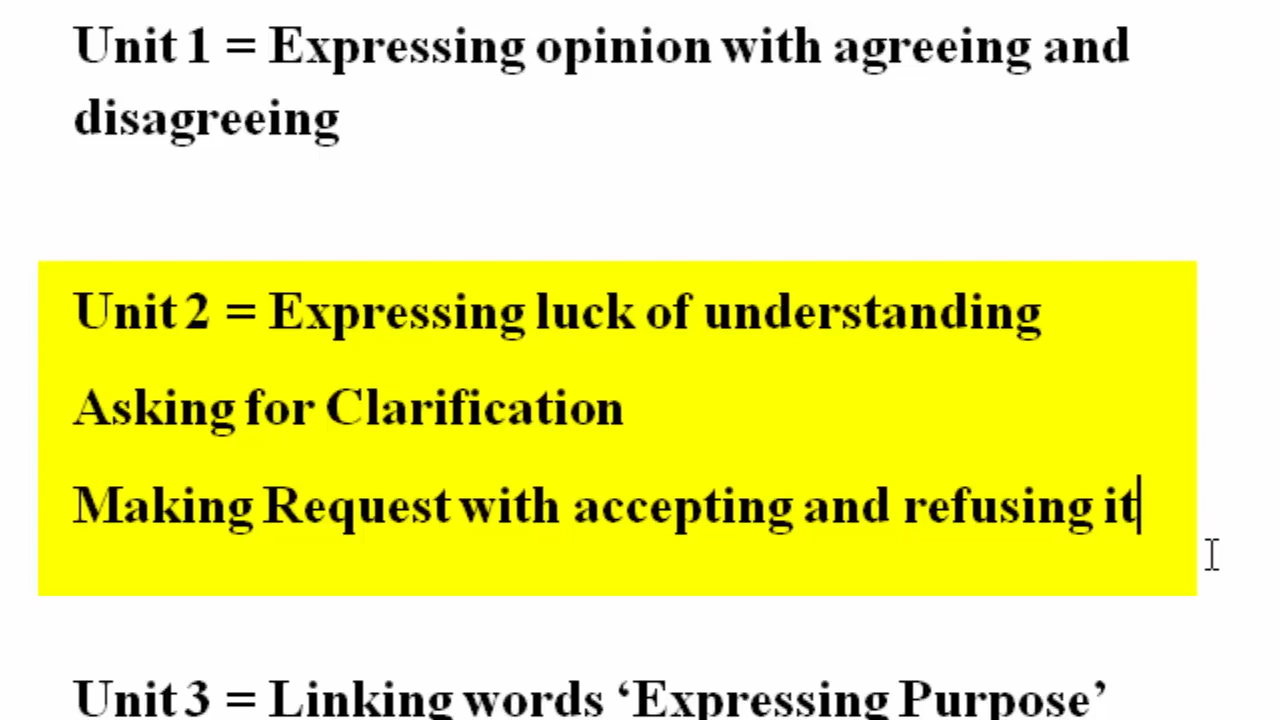 Unit 1 = Expressing opinion with agreeing and
disagreeing
Unit 2 = Expressing luck of understanding
Asking for Clarification
Making Request with accepting and refusing it
Unit 3 = Linking words ‘Expressing Purpose’